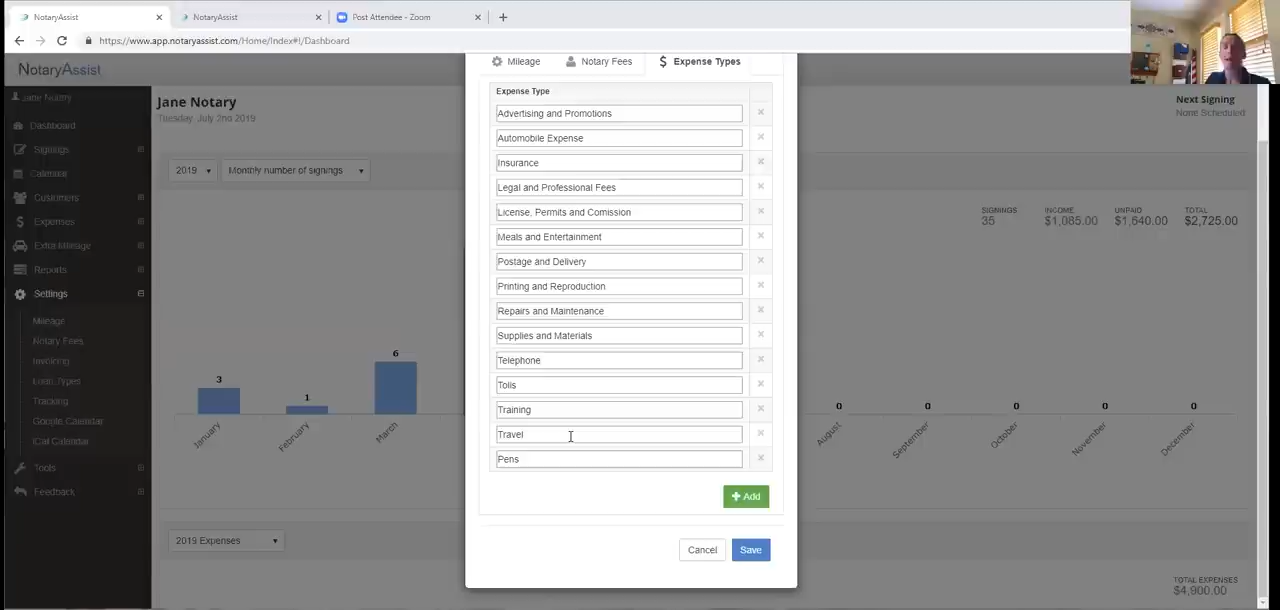 NotaryAssist
NotaryAssist
Post Attendee - Zoom
https://www.app.notaryassist.com/Home/Index#!/Dashboard
NotaryAssist
Jane Notary
Dashboard
Signings
Calendar
Customers
Expenses
Extra Mileage
Reports
Settings
Mileage
Notary Fees
Invoicing
Loan Types
Tracking
Google Calendar
iCal Calendar
Tools
Feedback
Jane Notary
Tuesday, July 2nd 2019
Next Signing
None Scheduled
2019
Monthly number of signings
SIGNINGS
35
INCOME
$1,085.00
UNPAID
$1,640.00
TOTAL
$2,725.00
3
1
6
0
0
0
0
0
January
February
March
August
September
October
November
December
2019 Expenses
TOTAL EXPENSES
$4,900.00
Mileage
Notary Fees
Expense Types
Expense Type
Advertising and Promotions
Automobile Expense
Insurance
Legal and Professional Fees
License, Permits and Comission
Meals and Entertainment
Postage and Delivery
Printing and Reproduction
Repairs and Maintenance
Supplies and Materials
Telephone
Tolls
Training
Travel
Pens
Add
Cancel
Save